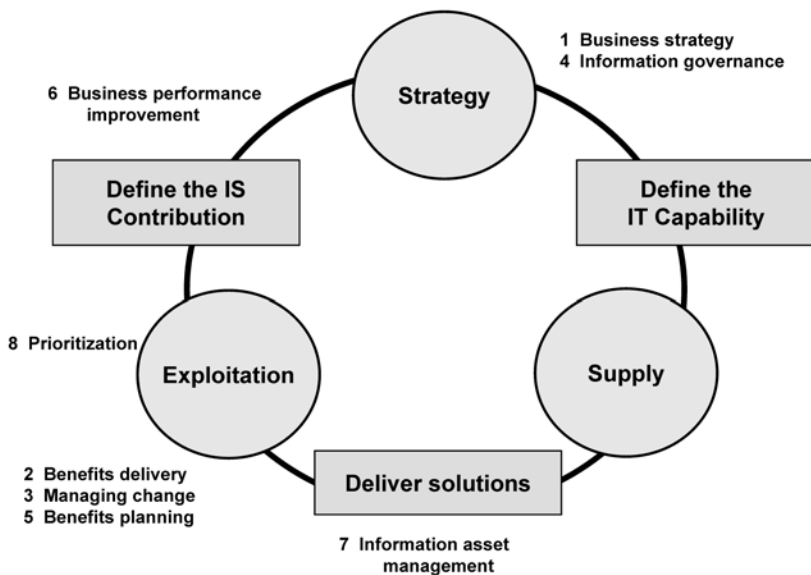 1 Business strategy
4 Information governance
Strategy
6 Business performance
improvement
Define the IS
Contribution
Define the
IT Capability
8 Prioritization
Exploitation
Supply
2 Benefits delivery
3 Managing change
5 Benefits planning
Deliver solutions
7 Information asset
management